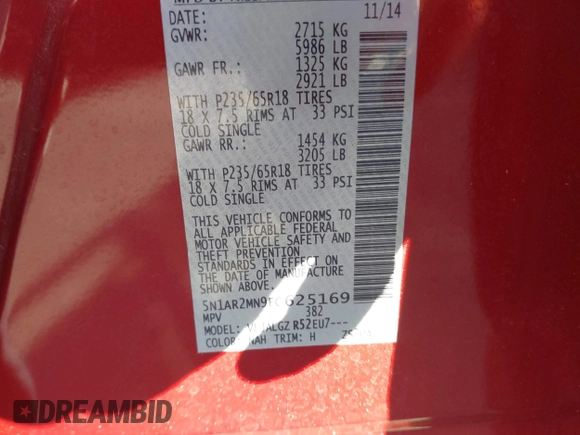 DATE: 11/14
GVWR: 2715 KG
5986 LB
GAWR FR.: 1325 KG
2921 LB
WITH P235/65R18 TIRES
18 X 7.5 RIMS AT 33 PSI
COLD SINGLE
GAWR RR.: 1454 KG
3205 LB
WITH P235/65R18 TIRES
18 X 7.5 RIMS AT 33 PSI
COLD SINGLE
THIS VEHICLE CONFORMS TO
ALL APPLICABLE FEDERAL
MOTOR VEHICLE SAFETY AND
THEFT PREVENTION
STANDARDS IN EFFECT ON
THE DATE OF MANUFACTURE
SHOWN ABOVE.
5N1AR2MN9FC625169
MPV 382
MODEL: R52EU7---
COLOR: NAH TRIM: H
DREAMBID